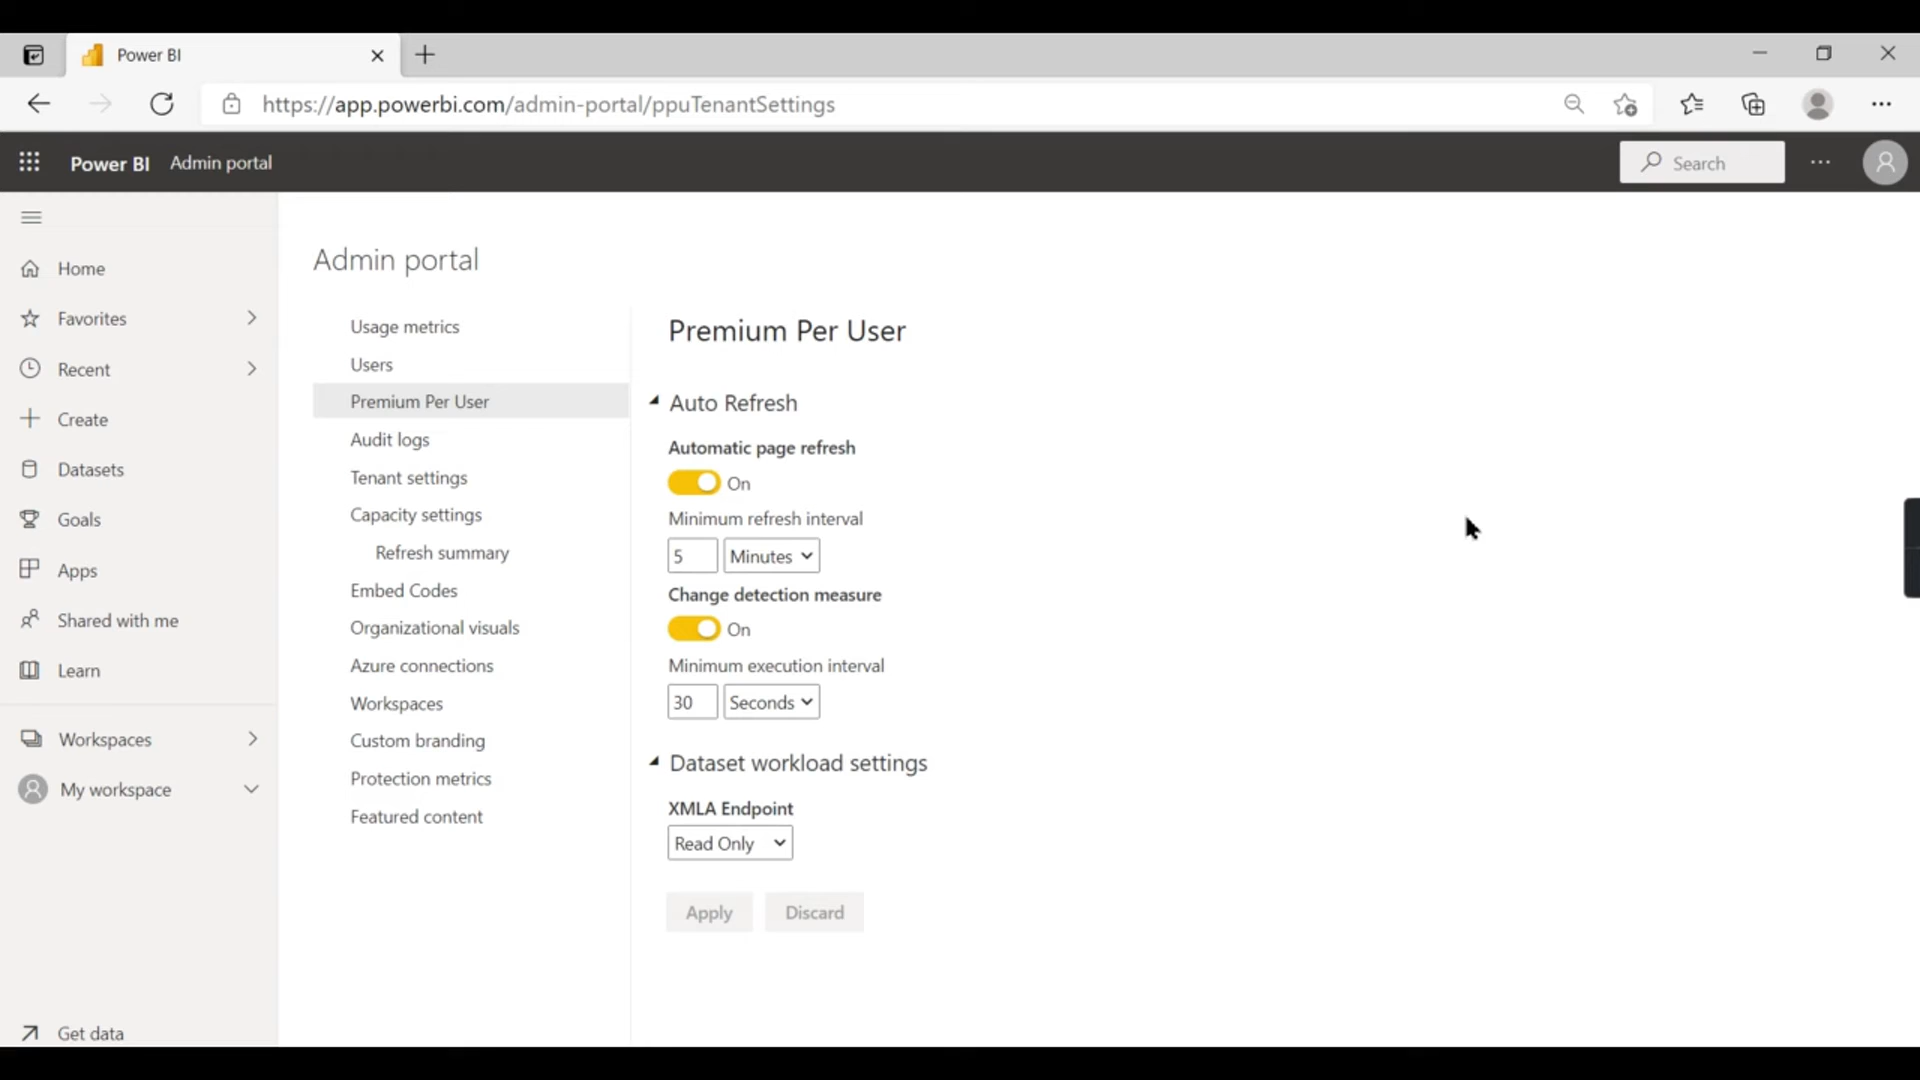 Power BI
https://app.powerbi.com/admin-portal/ppuTenantSettings
Power BI Admin portal
Search
Home
Favorites
Recent
Create
Datasets
Goals
Apps
Shared with me
Learn
Workspaces
My workspace
Get data
Admin portal
Usage metrics
Users
Premium Per User
Audit logs
Tenant settings
Capacity settings
Refresh summary
Embed Codes
Organizational visuals
Azure connections
Workspaces
Custom branding
Protection metrics
Featured content
Premium Per User
Auto Refresh
Automatic page refresh
On
Minimum refresh interval
5 Minutes
Change detection measure
On
Minimum execution interval
30 Seconds
Dataset workload settings
XMLA Endpoint
Read Only
Apply Discard